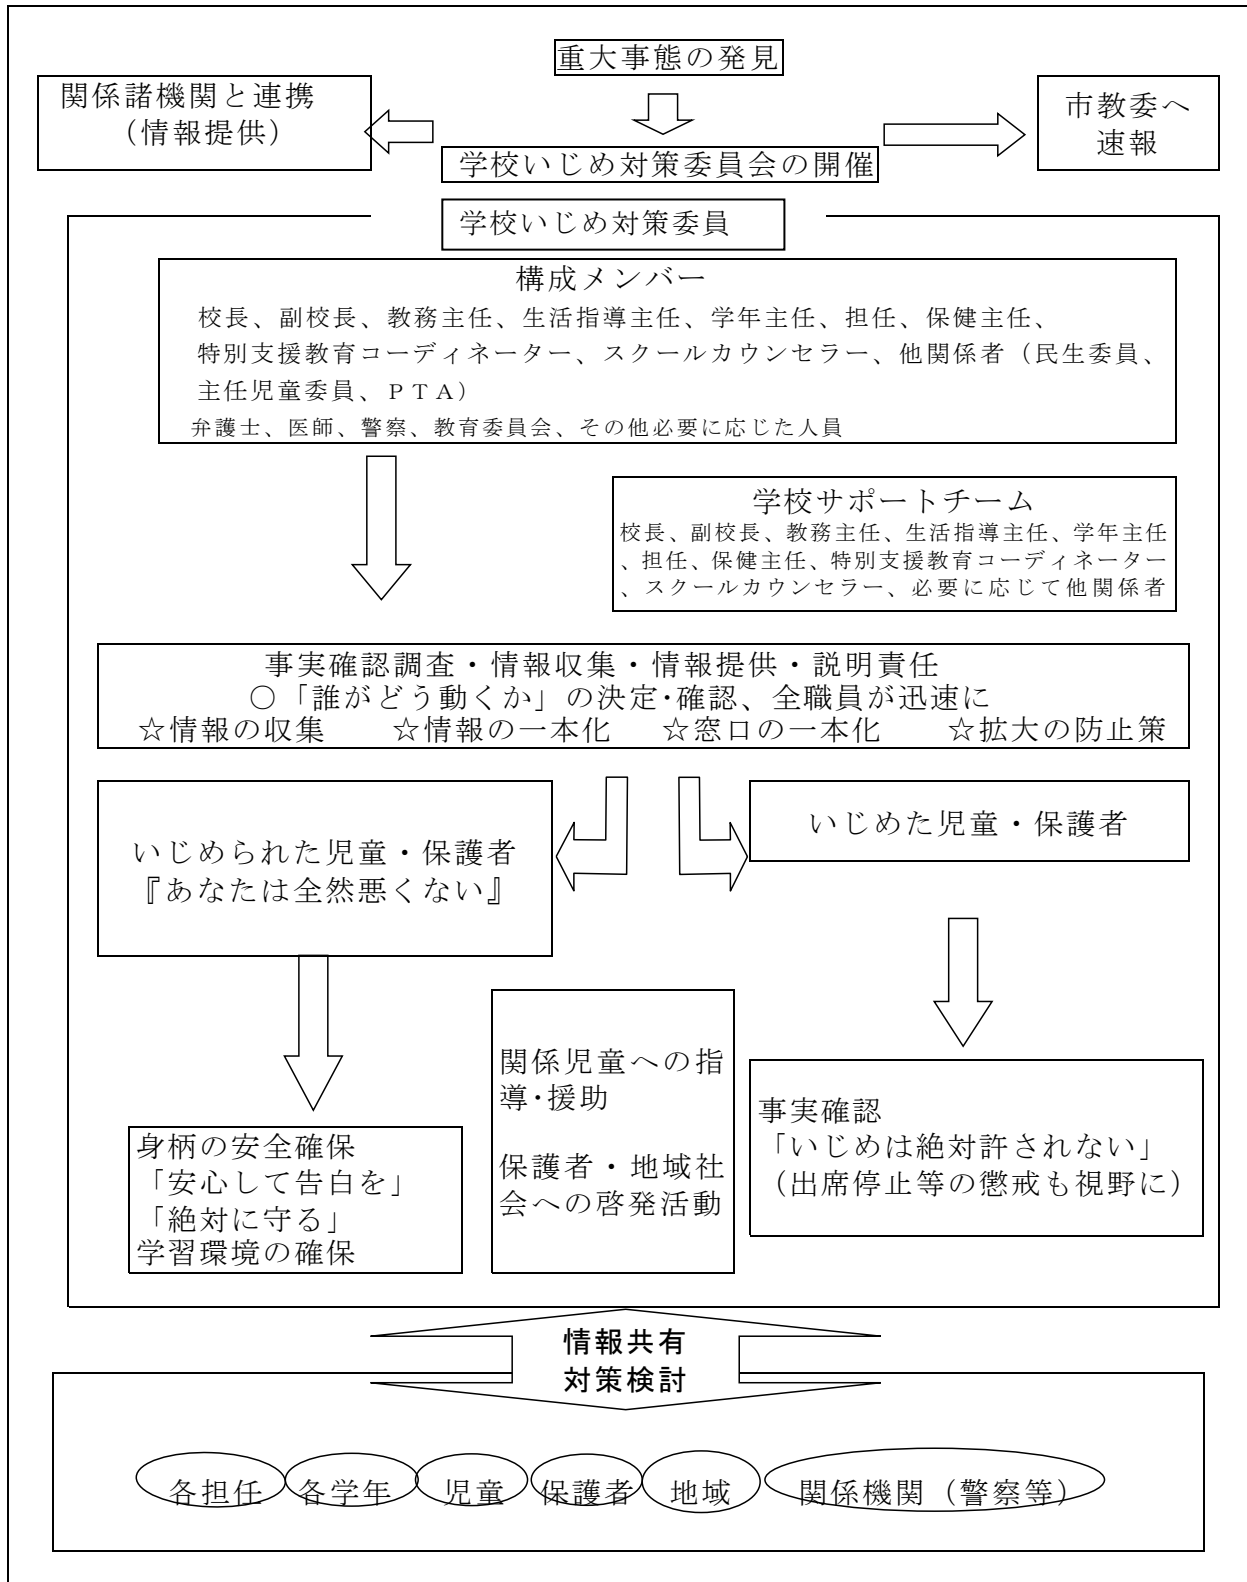 重大事態の発見
関係諸機関と連携
（情報提供）
市教委へ
速報
学校いじめ対策委員会の開催
学校いじめ対策委員
構成メンバー
校長、副校長、教務主任、生活指導主任、学年主任、担任、保健主任、
特別支援教育コーディネーター、スクールカウンセラー、他関係者（民生委員、
主任児童委員、ＰＴＡ）
弁護士、医師、警察、教育委員会、その他必要に応じた人員
学校サポートチーム
校長、副校長、教務主任、生活指導主任、学年主任
、担任、保健主任、特別支援教育コーディネーター
、スクールカウンセラー、必要に応じて他関係者
事実確認調査・情報収集・情報提供・説明責任
○「誰がどう動くか」の決定･確認、全職員が迅速に
☆情報の収集　☆情報の一本化　☆窓口の一本化　☆拡大の防止策
いじめられた児童・保護者
『あなたは全然悪くない』
いじめた児童・保護者
関係児童への指
導･援助
保護者・地域社
会への啓発活動
事実確認
「いじめは絶対許されない」
（出席停止等の懲戒も視野に）
身柄の安全確保
「安心して告白を」
「絶対に守る」
学習環境の確保
情報共有
対策検討
各担任　各学年　児童　保護者　地域　関係機関（警察等）